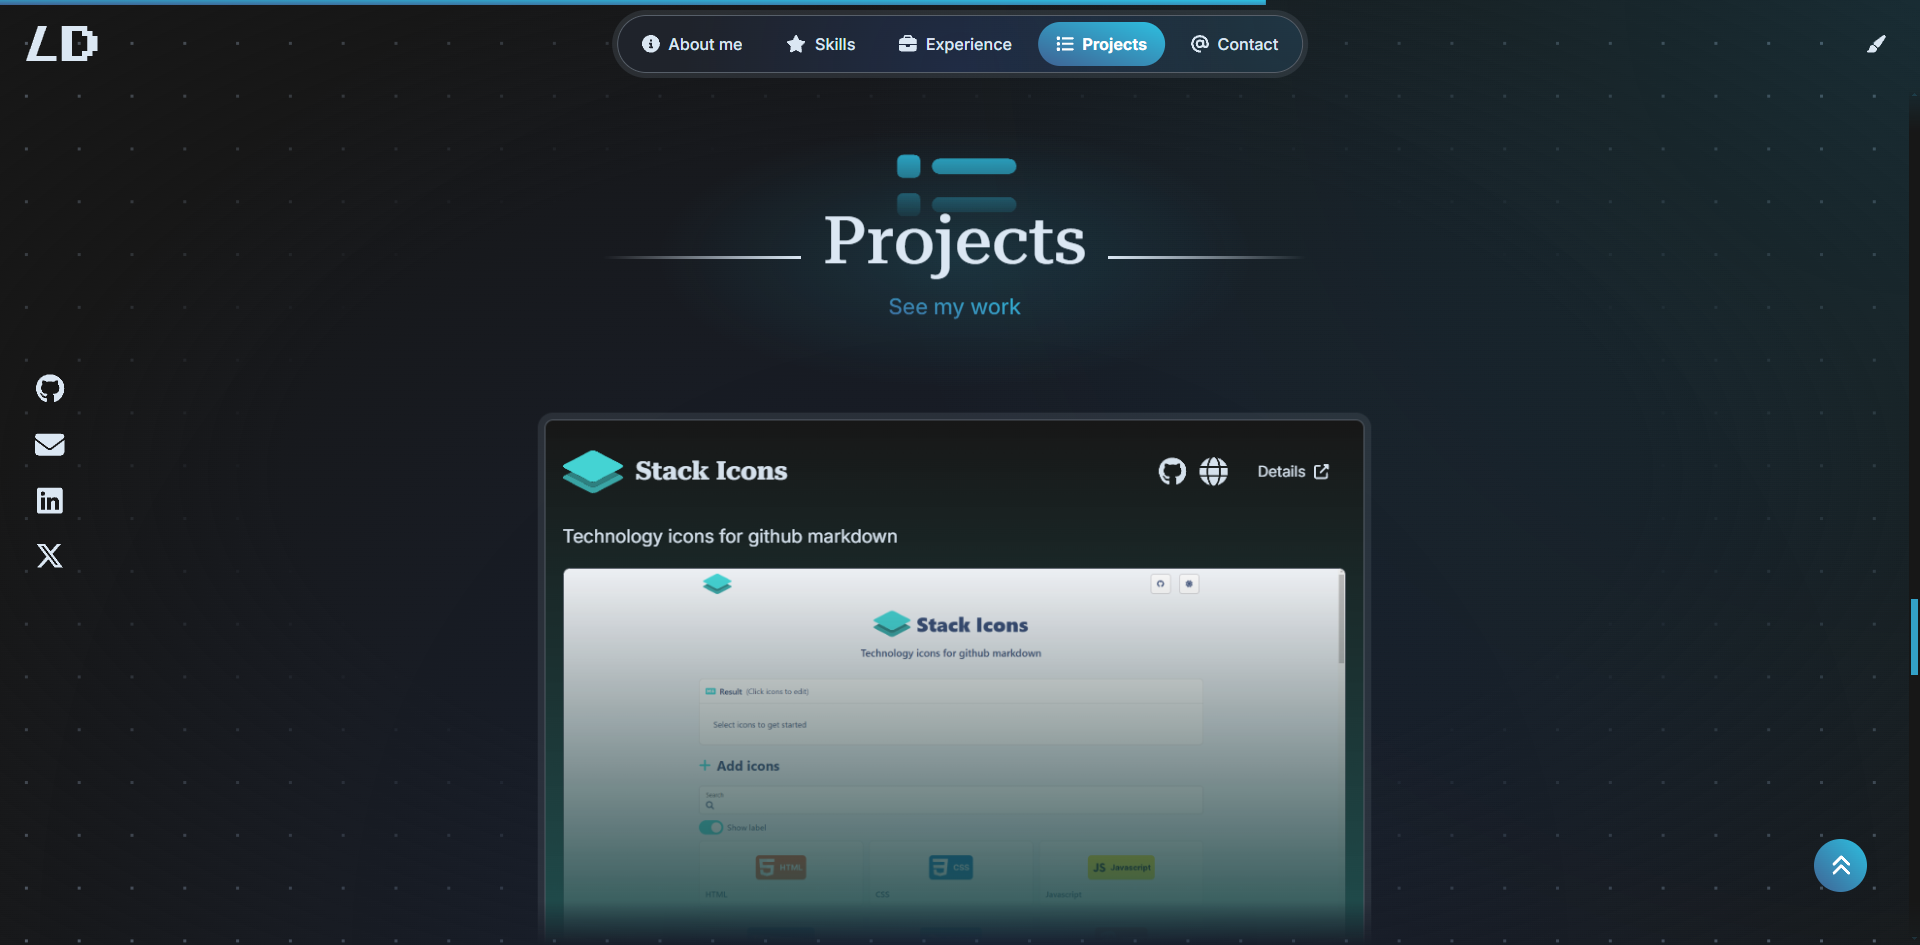 LD
About me
Skills
Experience
Projects
Contact
Projects
See my work
Stack Icons
Details
Technology icons for github markdown
Stack Icons
Technology icons for github markdown
Result (Click icons to edit)
Select icons to get started
Add icons
Search
Show label
HTML
CSS
JS Javascript
HTML
CSS
Javascript